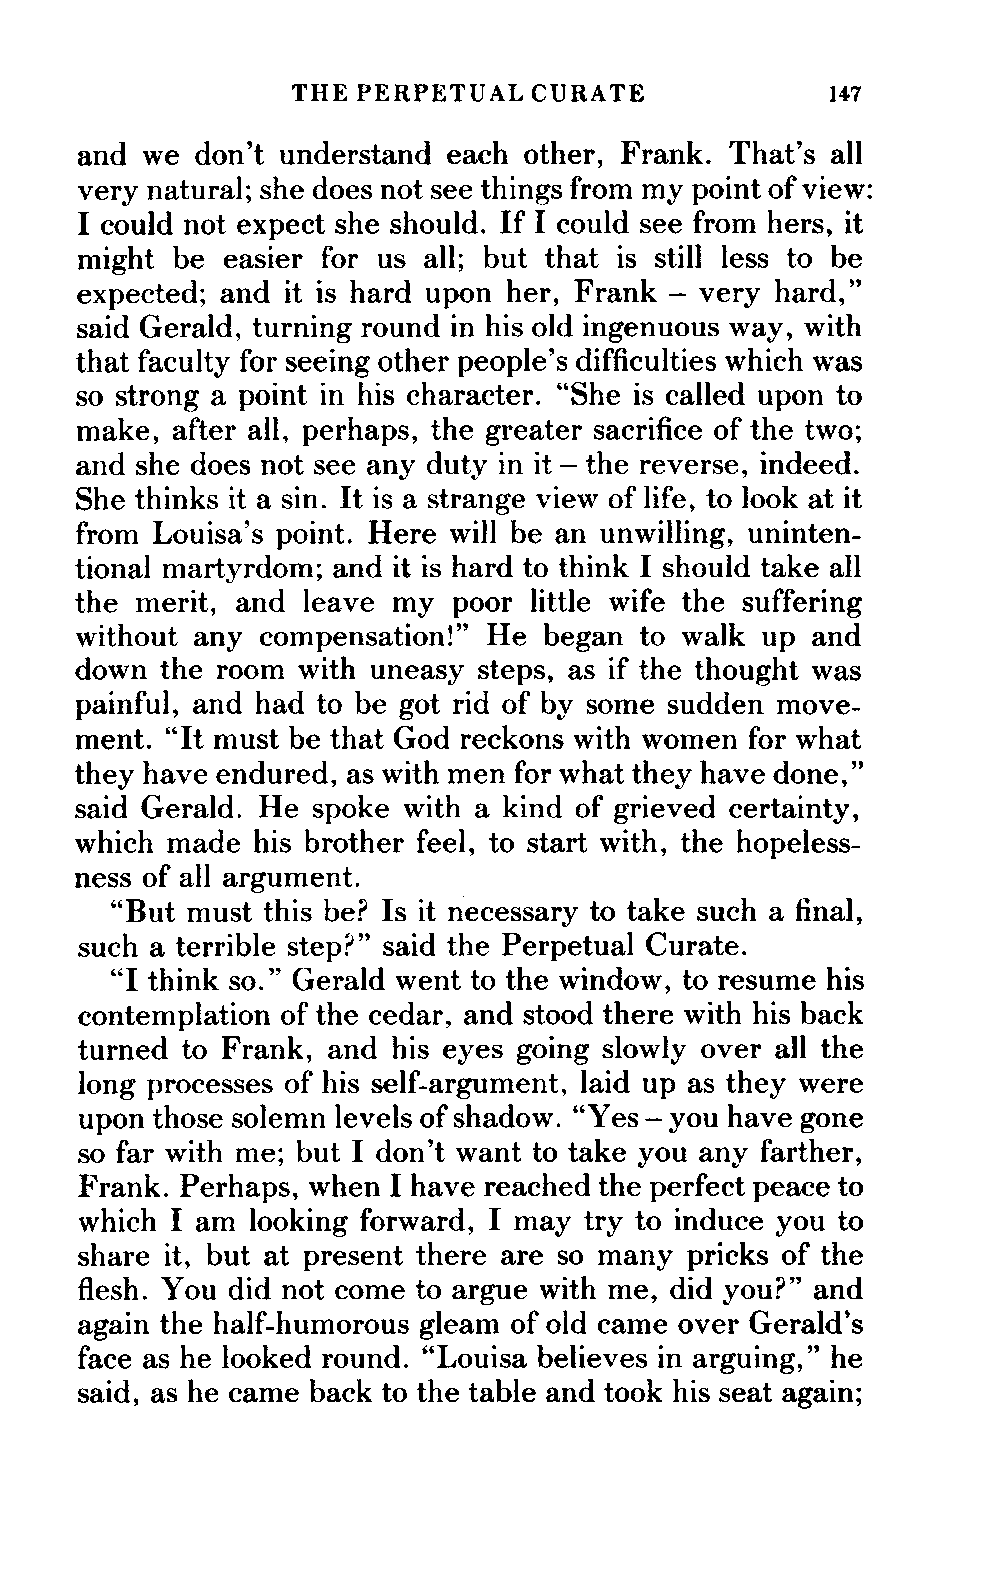 THE PERPETUAL CURATE 147
and we don't understand each other, Frank. That's all
very natural; she does not see things from my point of view:
I could not expect she should. If I could see from hers, it
might be easier for us all; but that is still less to be
expected; and it is hard upon her, Frank – very hard,”
said Gerald, turning round in his old ingenuous way, with
that faculty for seeing other people's difficulties which was
so strong a point in his character. “She is called upon to
make, after all, perhaps, the greater sacrifice of the two;
and she does not see any duty in it – the reverse, indeed.
She thinks it a sin. It is a strange view of life, to look at it
from Louisa's point. Here will be an unwilling, uninten-
tional martyrdom; and it is hard to think I should take all
the merit, and leave my poor little wife the suffering
without any compensation!” He began to walk up and
down the room with uneasy steps, as if the thought was
painful, and had to be got rid of by some sudden move-
ment. “It must be that God reckons with women for what
they have endured, as with men for what they have done,”
said Gerald. He spoke with a kind of grieved certainty,
which made his brother feel, to start with, the hopeless-
ness of all argument.
“But must this be? Is it necessary to take such a final,
such a terrible step?” said the Perpetual Curate.
“I think so.” Gerald went to the window, to resume his
contemplation of the cedar, and stood there with his back
turned to Frank, and his eyes going slowly over all the
long processes of his self-argument, laid up as they were
upon those solemn levels of shadow. “Yes – you have gone
so far with me; but I don't want to take you any farther,
Frank. Perhaps, when I have reached the perfect peace to
which I am looking forward, I may try to induce you to
share it, but at present there are so many pricks of the
flesh. You did not come to argue with me, did you?” and
again the half-humorous gleam of old came over Gerald's
face as he looked round. “Louisa believes in arguing,” he
said, as he came back to the table and took his seat again;